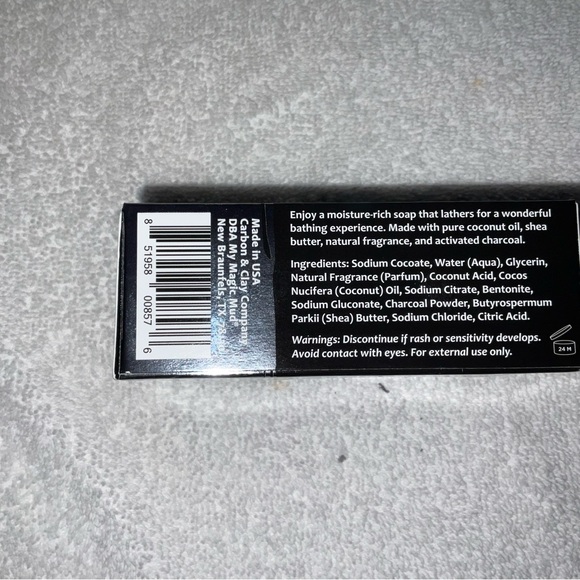 Enjoy a moisture-rich soap that lathers for a wonderful
bathing experience. Made with pure coconut oil, shea
butter, natural fragrance, and activated charcoal.
Ingredients: Sodium Cocoate, Water (Aqua), Glycerin,
Natural Fragrance (Parfum), Coconut Acid, Cocos
Nucifera (Coconut) Oil, Sodium Citrate, Bentonite,
Sodium Gluconate, Charcoal Powder, Butyrospermum
Parkii (Shea) Butter, Sodium Chloride, Citric Acid.
Warnings: Discontinue if rash or sensitivity develops.
Avoid contact with eyes. For external use only.
24 M
Made in USA
Carbon & Clay Company
DBA My Magic Mud®
New Braunfels, TX
8 51958 00857 6